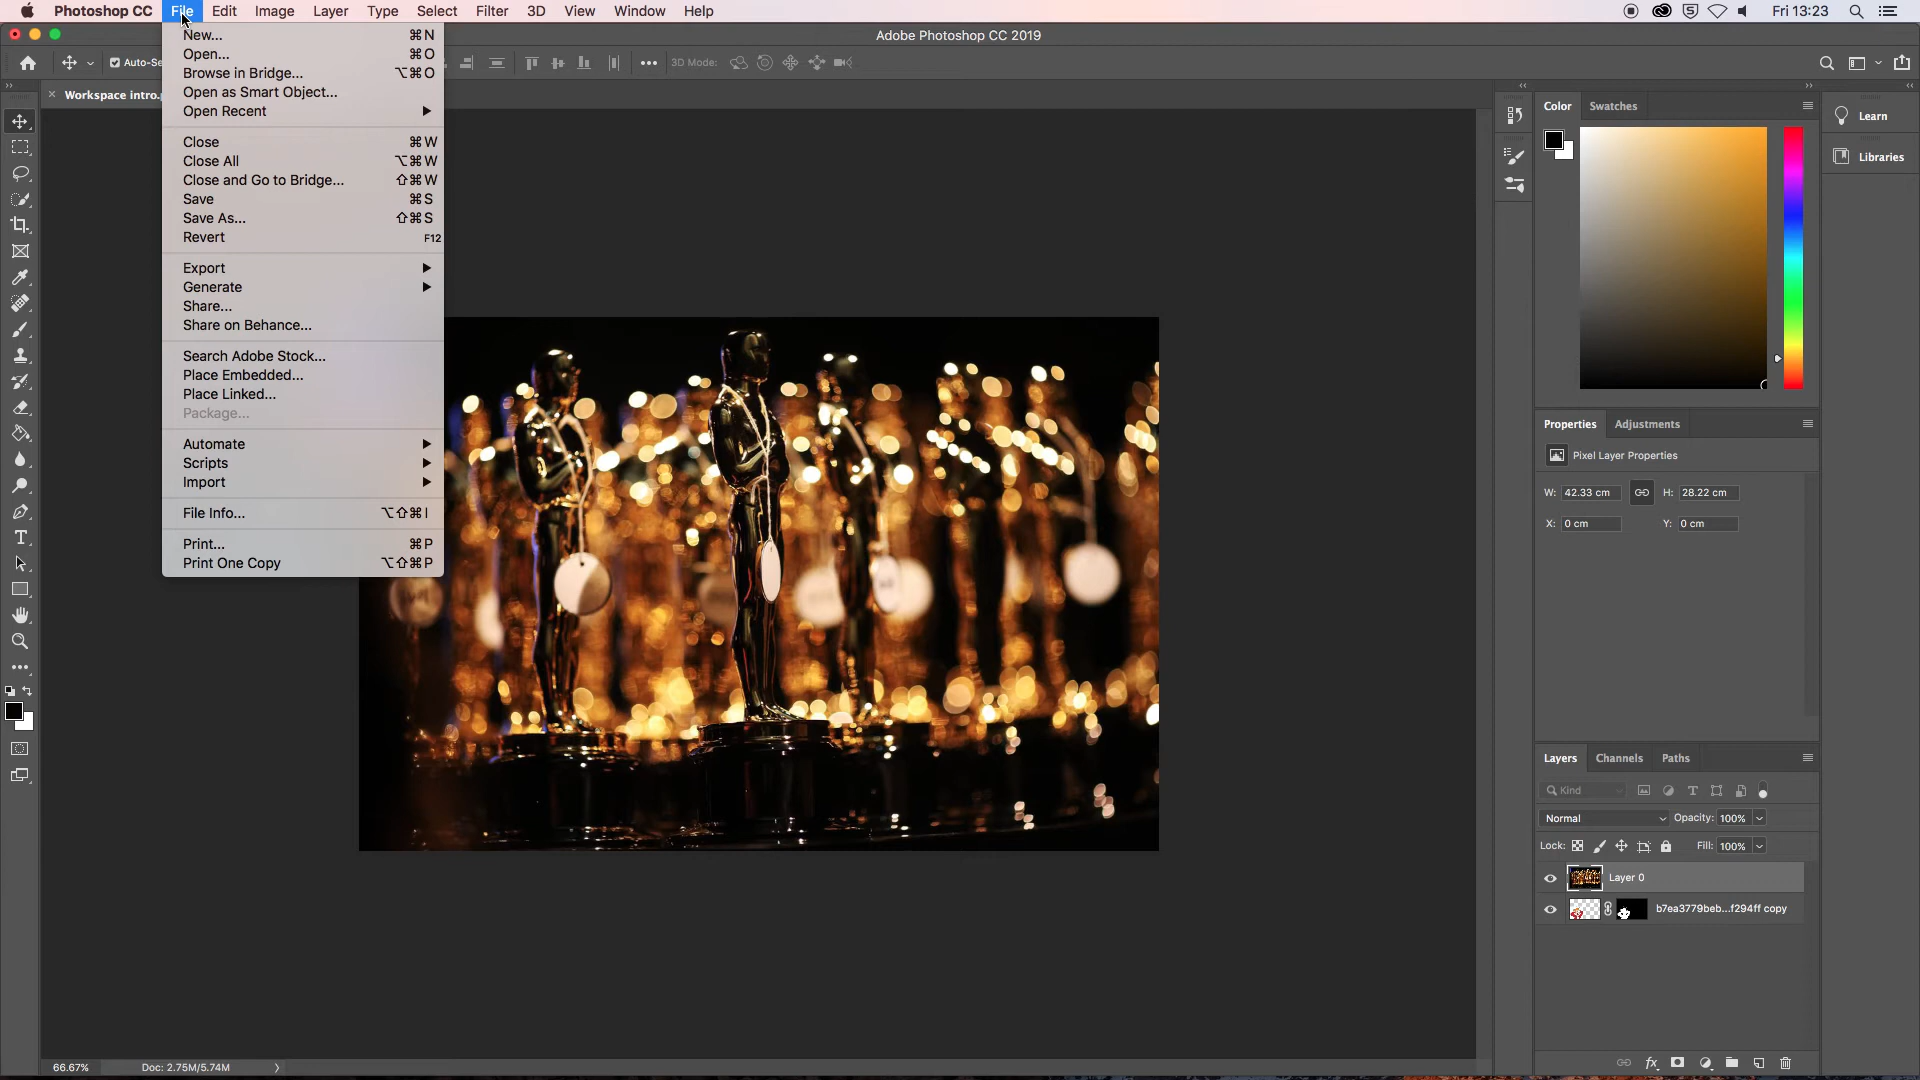 Photoshop CC File Edit Image Layer Type Select Filter 3D View Window Help Fri 13:23
Adobe Photoshop CC 2019
Auto-Se 3D Mode:
Workspace intro.
New... ⌘N
Open... ⌘O
Browse in Bridge... ⌥⌘O
Open as Smart Object...
Open Recent
Close ⌘W
Close All ⌥⌘W
Close and Go to Bridge... ⇧⌘W
Save ⌘S
Save As... ⇧⌘S
Revert F12
Export
Generate
Share...
Share on Behance...
Search Adobe Stock...
Place Embedded...
Place Linked...
Package...
Automate
Scripts
Import
File Info... ⌥⇧⌘I
Print... ⌘P
Print One Copy ⌥⇧⌘P
Color Swatches
Learn
Libraries
Properties Adjustments
Pixel Layer Properties
W: 42.33 cm H: 28.22 cm
X: 0 cm Y: 0 cm
Layers Channels Paths
Kind
Normal Opacity: 100%
Lock: Fill: 100%
Layer 0
b7ea3779beb...f294ff copy
66.67% Doc: 2.75M/5.74M